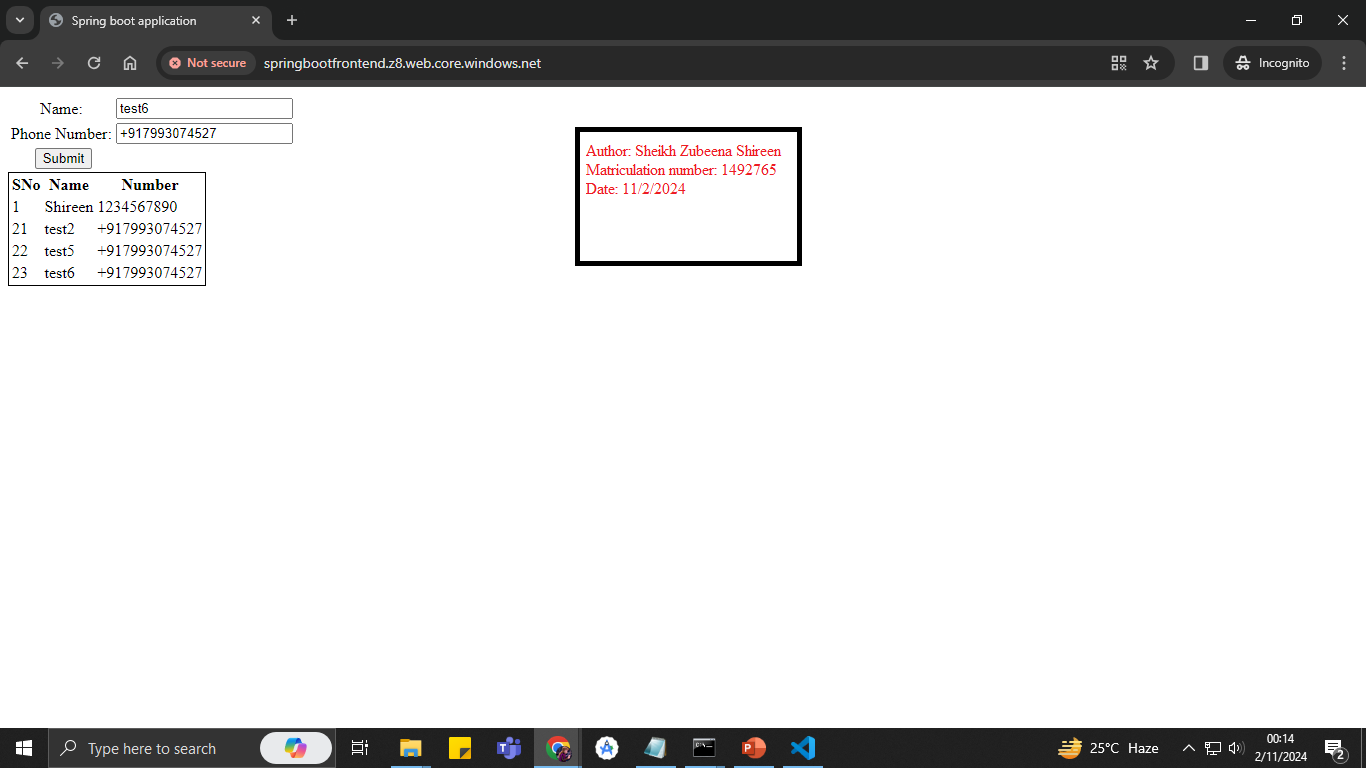 Spring boot application
Not secure springbootfrontend.z8.web.core.windows.net Incognito
Name: test6
Phone Number: +917993074527
Submit
SNo Name Number
1 Shireen 1234567890
21 test2 +917993074527
22 test5 +917993074527
23 test6 +917993074527
Author: Sheikh Zubeena Shireen
Matriculation number: 1492765
Date: 11/2/2024
Type here to search
25°C Haze
00:14
2/11/2024
2